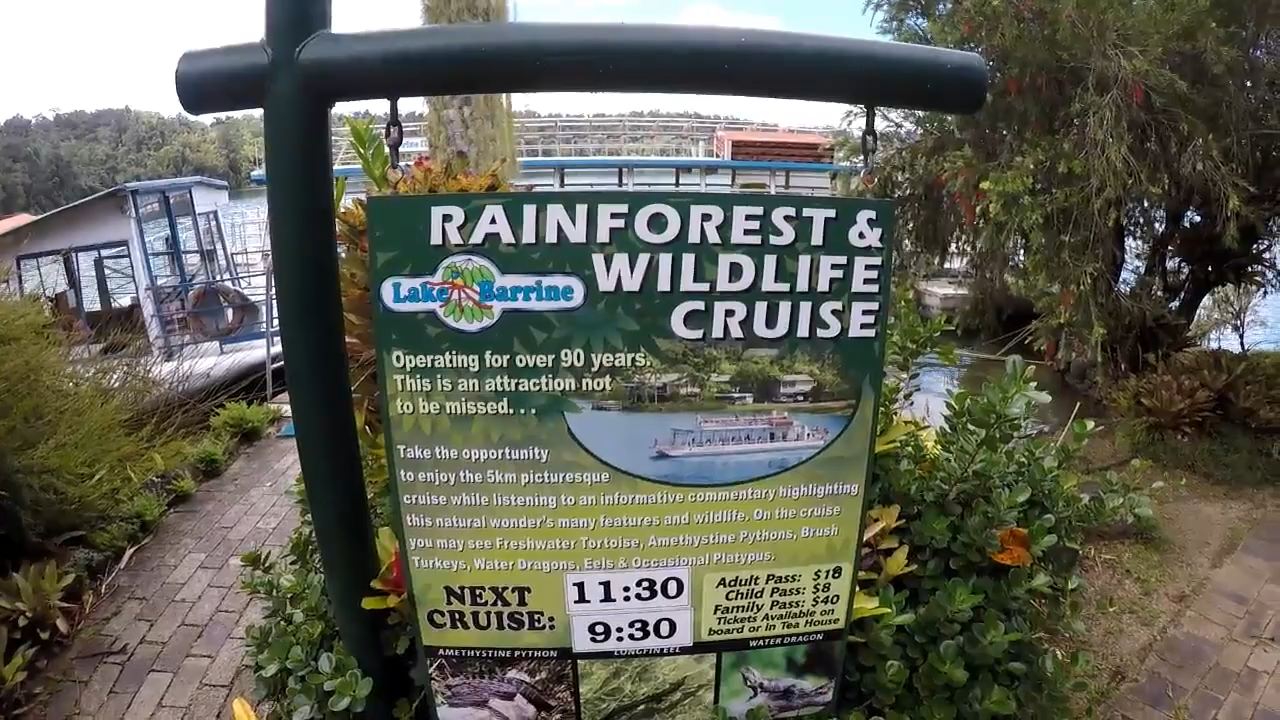 RAINFOREST &
WILDLIFE
CRUISE
Lake Barrine
Operating for over 90 years.
This is an attraction not
to be missed. . .
Take the opportunity
to enjoy the 5km picturesque
cruise while listening to an informative commentary highlighting
this natural wonder's many features and wildlife. On the cruise
you may see Freshwater Tortoise, Amethystine Pythons, Brush
Turkeys, Water Dragons, Eels & Occasional Platypus.
NEXT
CRUISE:
11:30
9:30
Adult Pass: $18
Child Pass: $8
Family Pass: $40
Tickets Available on
board or in Tea House
AMETHYSTINE PYTHON
LONGFIN EEL
WATER DRAGON